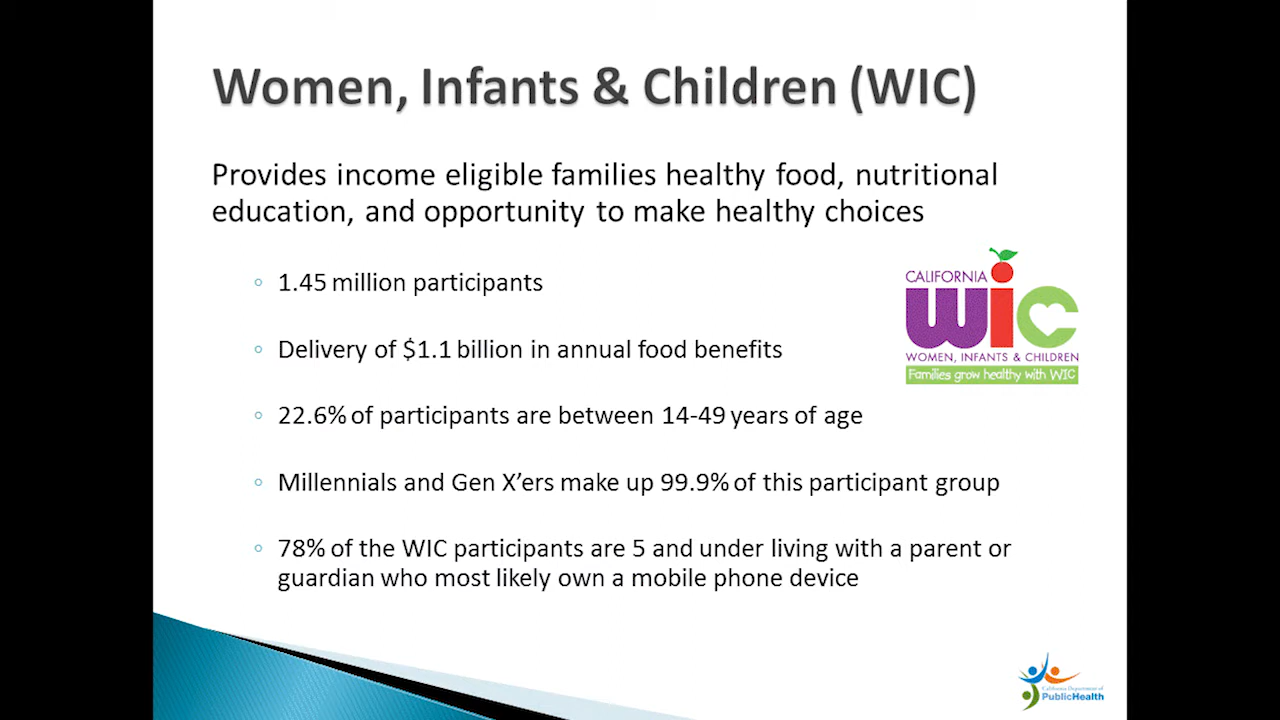 Women, Infants & Children (WIC)
Provides income eligible families healthy food, nutritional
education, and opportunity to make healthy choices
1.45 million participants
Delivery of $1.1 billion in annual food benefits
22.6% of participants are between 14-49 years of age
Millennials and Gen X’ers make up 99.9% of this participant group
78% of the WIC participants are 5 and under living with a parent or
guardian who most likely own a mobile phone device
CALIFORNIA
wic
WOMEN, INFANTS & CHILDREN
Families grow healthy with WIC
California Department of
PublicHealth